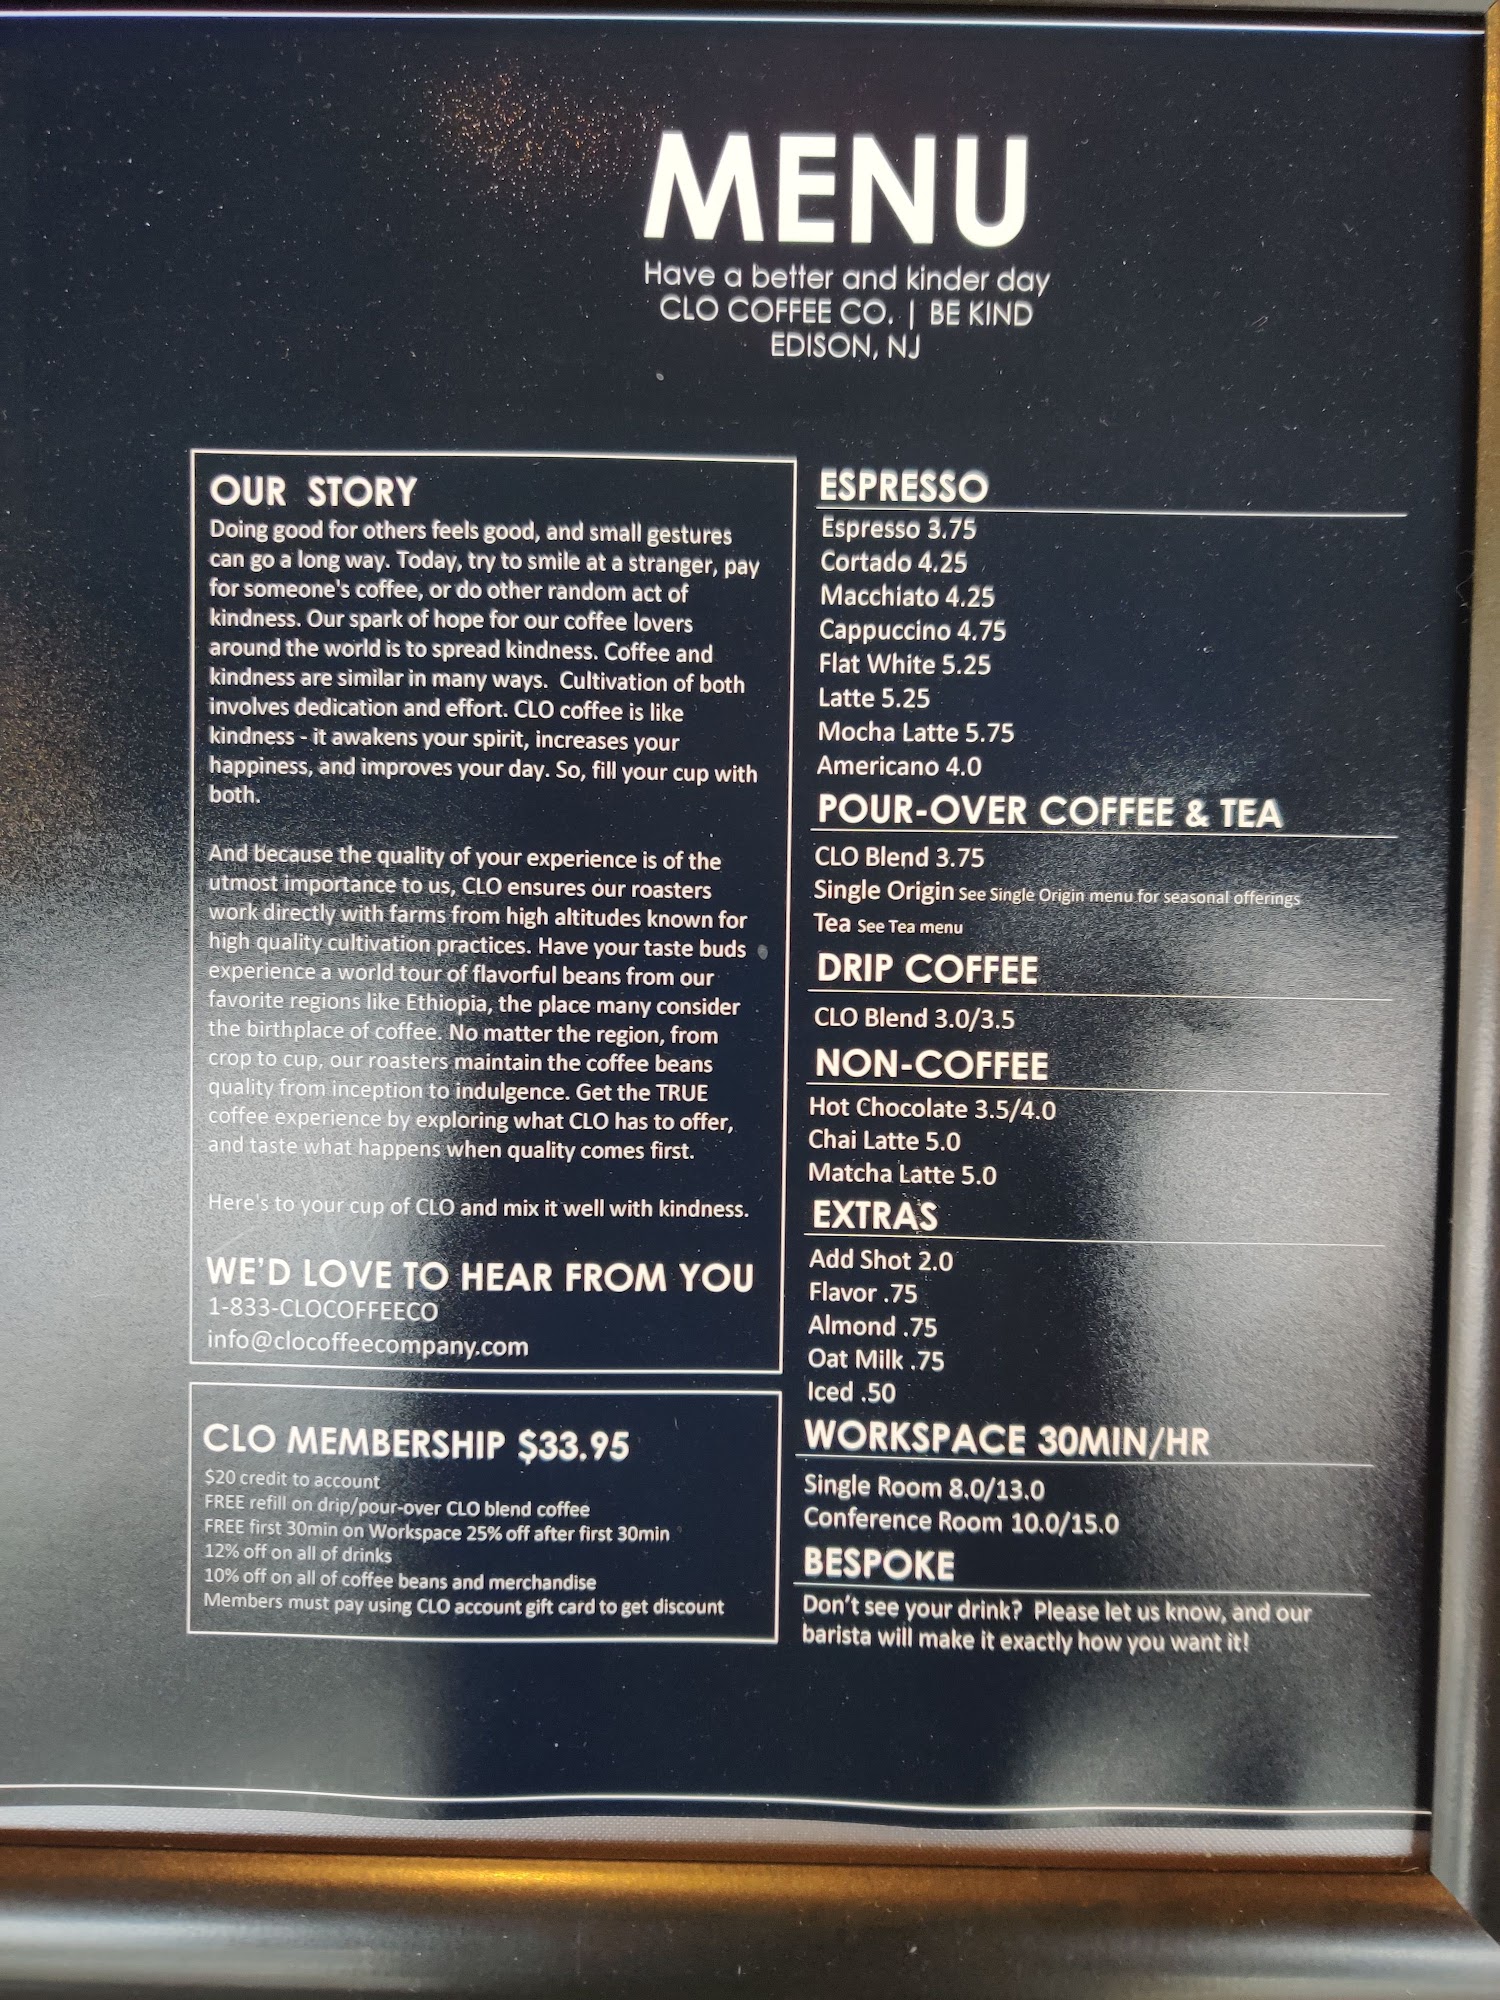 MENU
Have a better and kinder day
CLO COFFEE CO. | BE KIND
EDISON, NJ
OUR STORY
Doing good for others feels good, and small gestures
can go a long way. Today, try to smile at a stranger, pay
for someone's coffee, or do other random act of
kindness. Our spark of hope for our coffee lovers
around the world is to spread kindness. Coffee and
kindness are similar in many ways.  Cultivation of both
involves dedication and effort. CLO coffee is like
kindness - it awakens your spirit, increases your
happiness, and improves your day. So, fill your cup with
both.
And because the quality of your experience is of the
utmost importance to us, CLO ensures our roasters
work directly with farms from high altitudes known for
high quality cultivation practices. Have your taste buds
experience a world tour of flavorful beans from our
favorite regions like Ethiopia, the place many consider
the birthplace of coffee. No matter the region, from
crop to cup, our roasters maintain the coffee beans
quality from inception to indulgence. Get the TRUE
coffee experience by exploring what CLO has to offer,
and taste what happens when quality comes first.
Here's to your cup of CLO and mix it well with kindness.
WE'D LOVE TO HEAR FROM YOU
1-833-CLOCOFFEECO
info@clocoffeecompany.com
CLO MEMBERSHIP $33.95
$20 credit to account
FREE refill on drip/pour-over CLO blend coffee
FREE first 30min on Workspace 25% off after first 30min
12% off on all of drinks
10% off on all of coffee beans and merchandise
Members must pay using CLO account gift card to get discount
ESPRESSO
Espresso 3.75
Cortado 4.25
Macchiato 4.25
Cappuccino 4.75
Flat White 5.25
Latte 5.25
Mocha Latte 5.75
Americano 4.0
POUR-OVER COFFEE & TEA
CLO Blend 3.75
Single Origin See Single Origin menu for seasonal offerings
Tea See Tea menu
DRIP COFFEE
CLO Blend 3.0/3.5
NON-COFFEE
Hot Chocolate 3.5/4.0
Chai Latte 5.0
Matcha Latte 5.0
EXTRAS
Add Shot 2.0
Flavor .75
Almond .75
Oat Milk .75
Iced .50
WORKSPACE 30MIN/HR
Single Room 8.0/13.0
Conference Room 10.0/15.0
BESPOKE
Don't see your drink?  Please let us know, and our
barista will make it exactly how you want it!